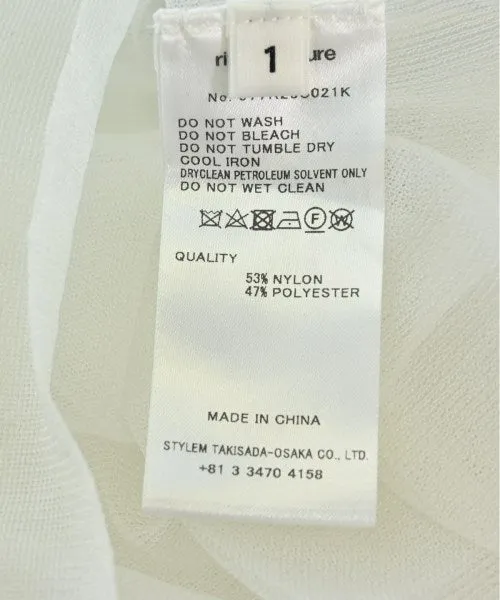 1
DO NOT WASH
DO NOT BLEACH
DO NOT TUMBLE DRY
COOL IRON
DRYCLEAN PETROLEUM SOLVENT ONLY
DO NOT WET CLEAN
F W
QUALITY
53% NYLON
47% POLYESTER
MADE IN CHINA
STYLEM TAKISADA-OSAKA CO., LTD.
+81 3 3470 4158